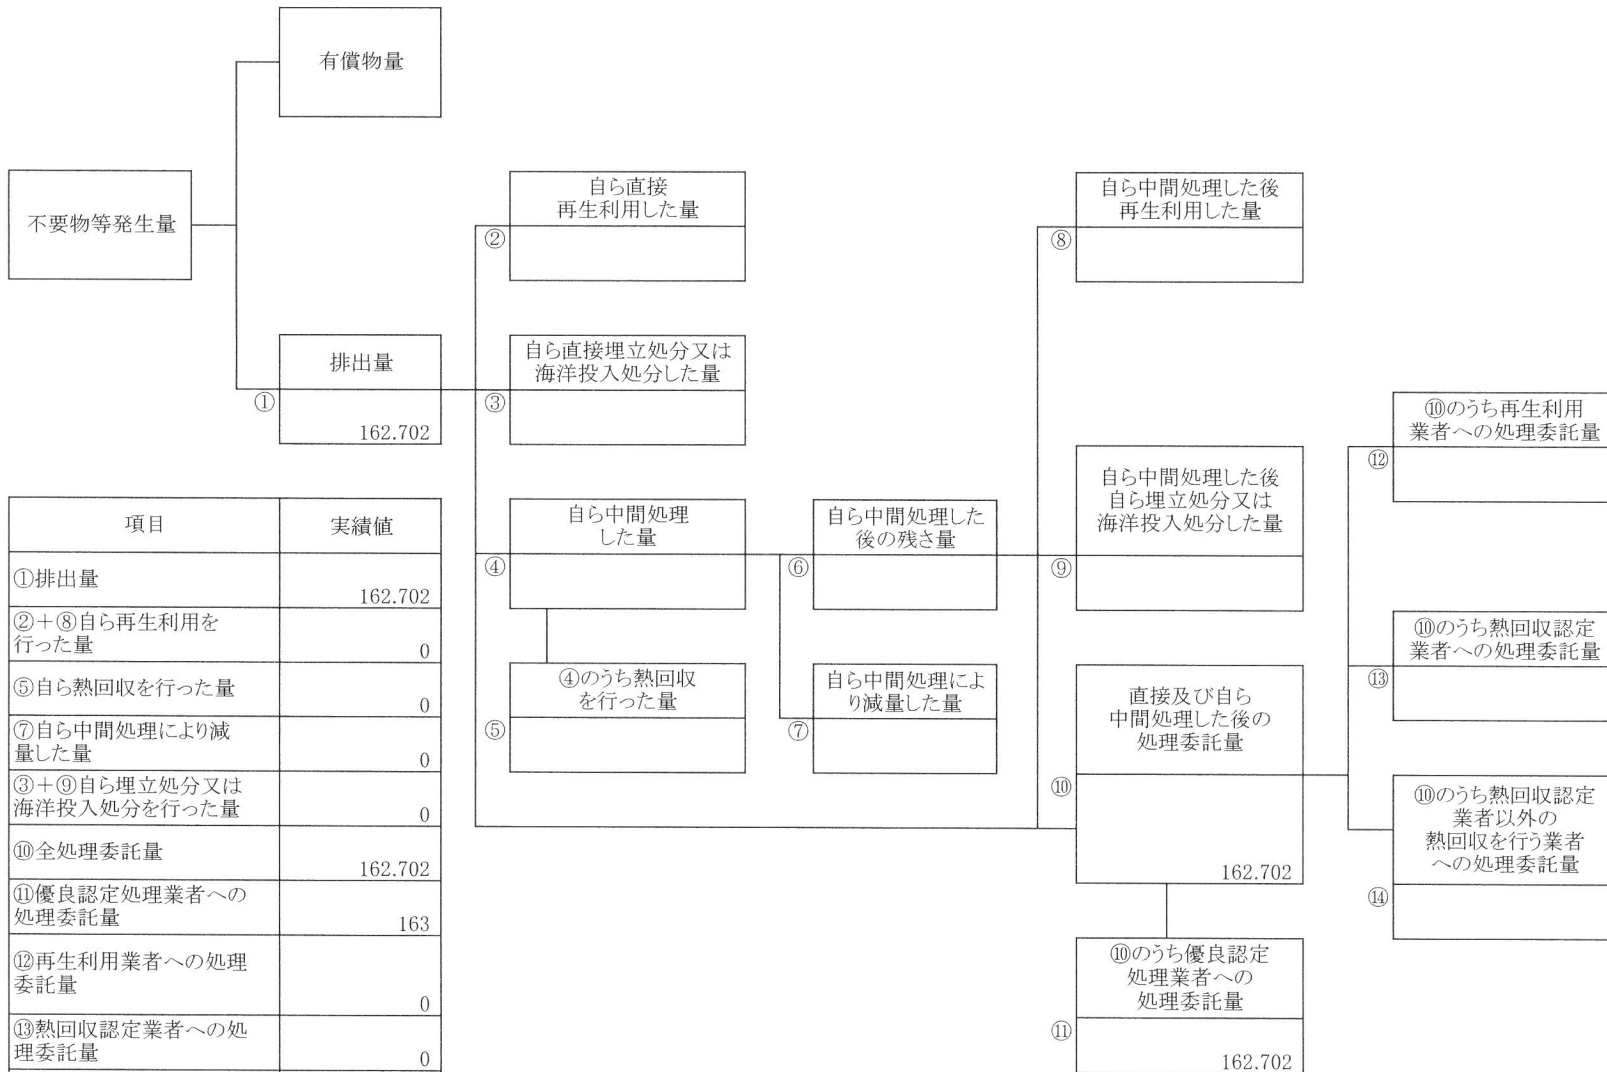 有償物量
不要物等発生量
排出量
①
162.702
自ら直接
再生利用した量
②
自ら直接埋立処分又は
海洋投入処分した量
③
自ら中間処理
した量
④
④のうち熱回収
を行った量
⑤
自ら中間処理した
後の残さ量
⑥
自ら中間処理によ
り減量した量
⑦
自ら中間処理した後
再生利用した量
⑧
自ら中間処理した後
自ら埋立処分又は
海洋投入処分した量
⑨
直接及び自ら
中間処理した後の
処理委託量
⑩
162.702
⑩のうち優良認定
処理業者への
処理委託量
⑪
162.702
⑩のうち再生利用
業者への処理委託量
⑫
⑩のうち熱回収認定
業者への処理委託量
⑬
⑩のうち熱回収認定
業者以外の
熱回収を行う業者
への処理委託量
⑭
項目 実績値
①排出量 162.702
②+⑧自ら再生利用を
行った量 0
⑤自ら熱回収を行った量 0
⑦自ら中間処理により減
量した量 0
③+⑨自ら埋立処分又は
海洋投入処分を行った量 0
⑩全処理委託量 162.702
⑪優良認定処理業者への
処理委託量 163
⑫再生利用業者への処理
委託量 0
⑬熱回収認定業者への処
理委託量 0